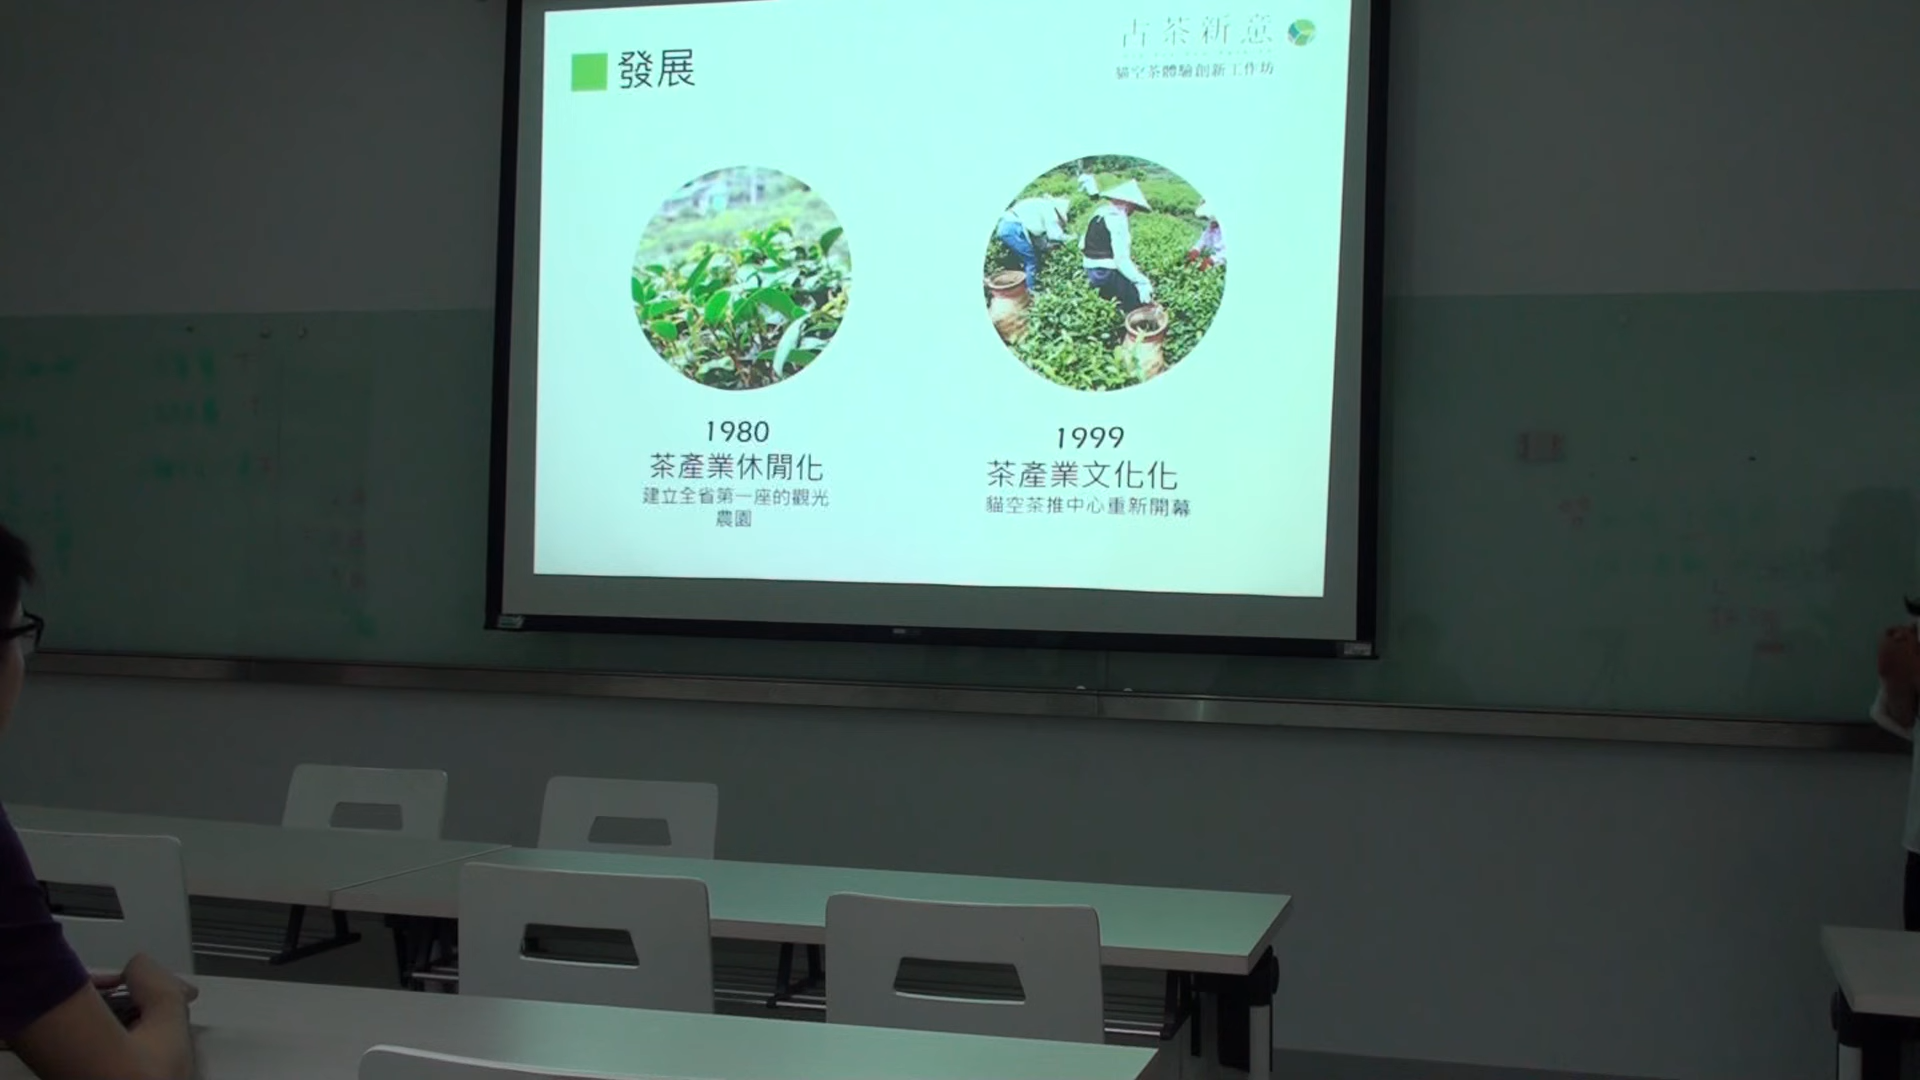 發展
古茶新意
貓空茶體驗創新工作坊
1980
茶產業休閒化
建立全省第一座的觀光
農園
1999
茶產業文化化
貓空茶推中心重新開幕